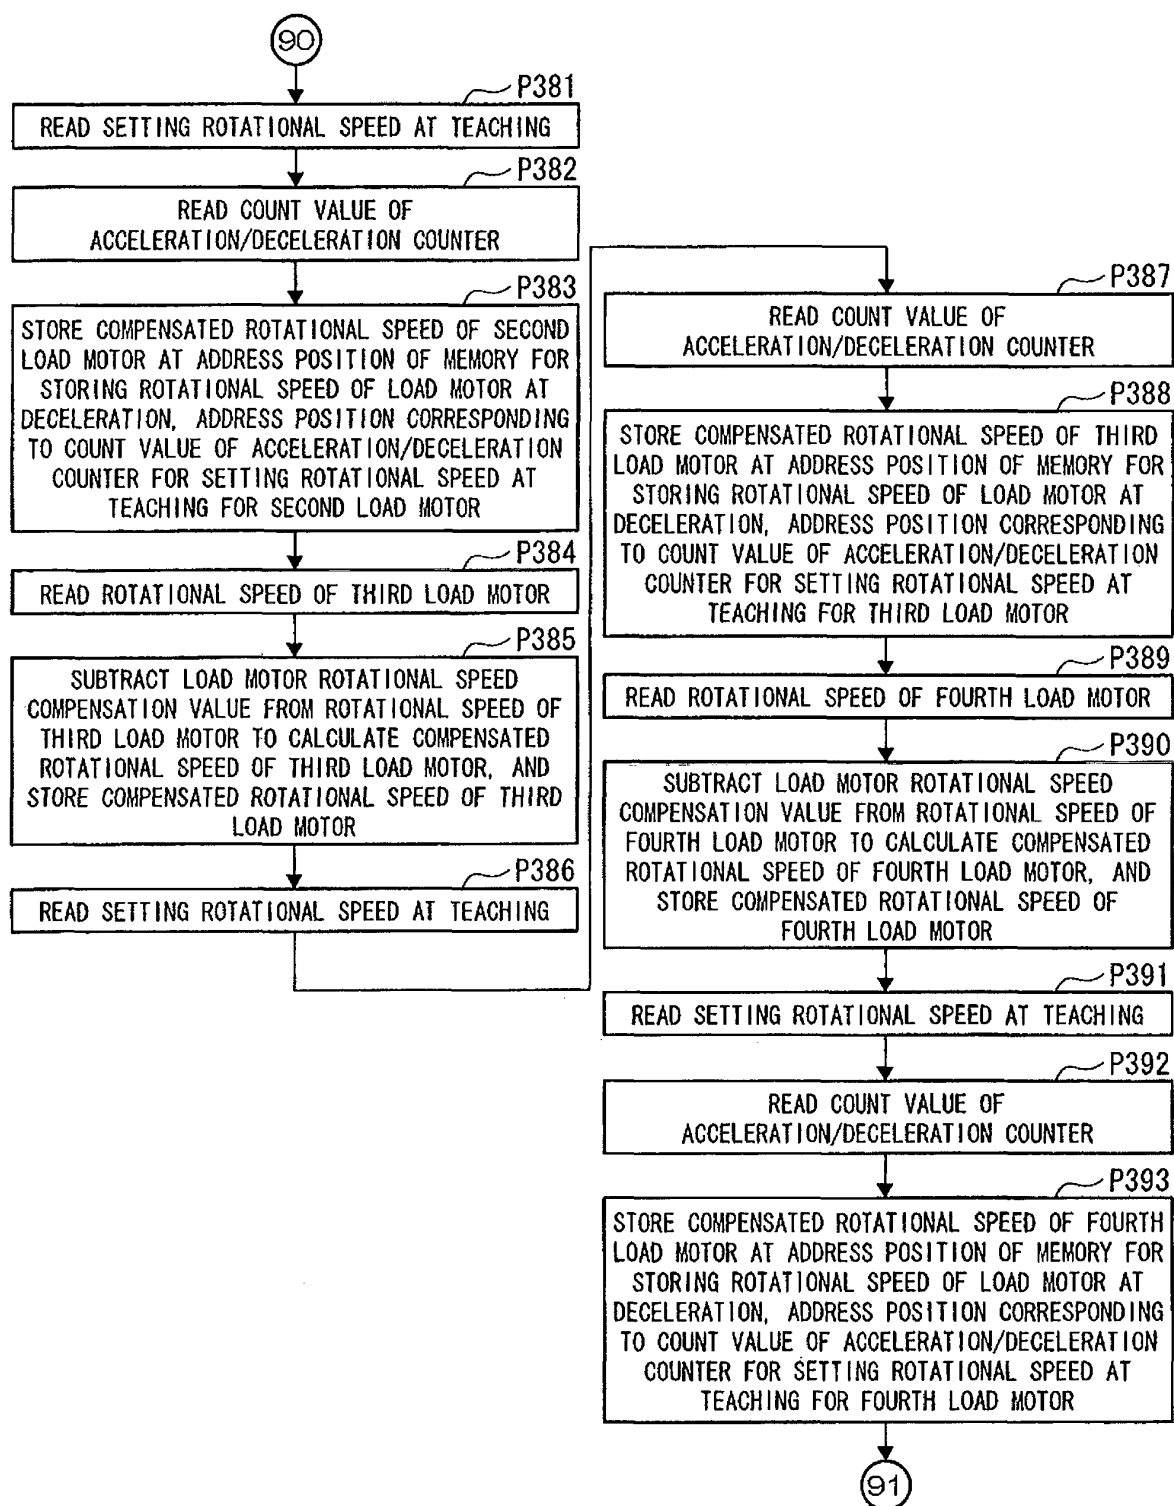 90
P381
READ SETTING ROTATIONAL SPEED AT TEACHING
P382
READ COUNT VALUE OF
ACCELERATION/DECELERATION COUNTER
P383
STORE COMPENSATED ROTATIONAL SPEED OF SECOND
LOAD MOTOR AT ADDRESS POSITION OF MEMORY FOR
STORING ROTATIONAL SPEED OF LOAD MOTOR AT
DECELERATION, ADDRESS POSITION CORRESPONDING
TO COUNT VALUE OF ACCELERATION/DECELERATION
COUNTER FOR SETTING ROTATIONAL SPEED AT
TEACHING FOR SECOND LOAD MOTOR
P384
READ ROTATIONAL SPEED OF THIRD LOAD MOTOR
P385
SUBTRACT LOAD MOTOR ROTATIONAL SPEED
COMPENSATION VALUE FROM ROTATIONAL SPEED OF
THIRD LOAD MOTOR TO CALCULATE COMPENSATED
ROTATIONAL SPEED OF THIRD LOAD MOTOR, AND
STORE COMPENSATED ROTATIONAL SPEED OF THIRD
LOAD MOTOR
P386
READ SETTING ROTATIONAL SPEED AT TEACHING
P387
READ COUNT VALUE OF
ACCELERATION/DECELERATION COUNTER
P388
STORE COMPENSATED ROTATIONAL SPEED OF THIRD
LOAD MOTOR AT ADDRESS POSITION OF MEMORY FOR
STORING ROTATIONAL SPEED OF LOAD MOTOR AT
DECELERATION, ADDRESS POSITION CORRESPONDING
TO COUNT VALUE OF ACCELERATION/DECELERATION
COUNTER FOR SETTING ROTATIONAL SPEED AT
TEACHING FOR THIRD LOAD MOTOR
P389
READ ROTATIONAL SPEED OF FOURTH LOAD MOTOR
P390
SUBTRACT LOAD MOTOR ROTATIONAL SPEED
COMPENSATION VALUE FROM ROTATIONAL SPEED OF
FOURTH LOAD MOTOR TO CALCULATE COMPENSATED
ROTATIONAL SPEED OF FOURTH LOAD MOTOR, AND
STORE COMPENSATED ROTATIONAL SPEED OF
FOURTH LOAD MOTOR
P391
READ SETTING ROTATIONAL SPEED AT TEACHING
P392
READ COUNT VALUE OF
ACCELERATION/DECELERATION COUNTER
P393
STORE COMPENSATED ROTATIONAL SPEED OF FOURTH
LOAD MOTOR AT ADDRESS POSITION OF MEMORY FOR
STORING ROTATIONAL SPEED OF LOAD MOTOR AT
DECELERATION, ADDRESS POSITION CORRESPONDING
TO COUNT VALUE OF ACCELERATION/DECELERATION
COUNTER FOR SETTING ROTATIONAL SPEED AT
TEACHING FOR FOURTH LOAD MOTOR
91